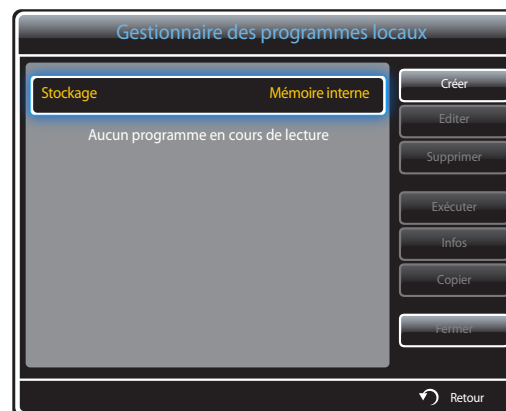 Gestionnaire des programmes locaux
Stockage Mémoire interne
Aucun programme en cours de lecture
Créer
Editer
Supprimer
Exécuter
Infos
Copier
Fermer
Retour